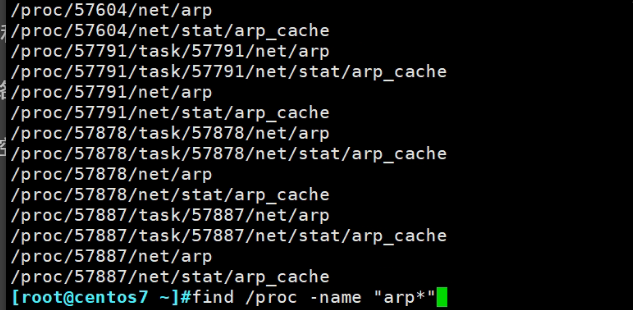 /proc/57604/net/arp
/proc/57604/net/stat/arp_cache
/proc/57791/task/57791/net/arp
/proc/57791/task/57791/net/stat/arp_cache
/proc/57791/net/arp
/proc/57791/net/stat/arp_cache
/proc/57878/task/57878/net/arp
/proc/57878/task/57878/net/stat/arp_cache
/proc/57878/net/arp
/proc/57878/net/stat/arp_cache
/proc/57887/task/57887/net/arp
/proc/57887/task/57887/net/stat/arp_cache
/proc/57887/net/arp
/proc/57887/net/stat/arp_cache
[root@centos7 ~]#find /proc -name "arp*"